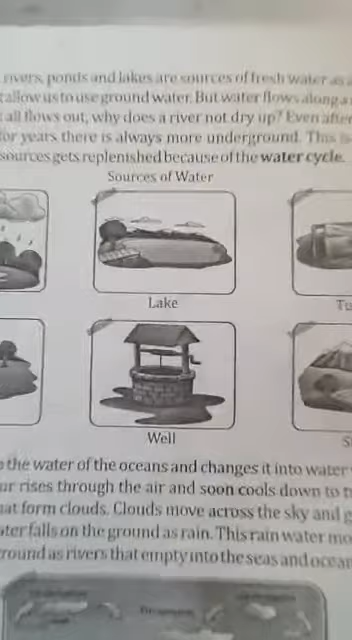 rivers, ponds and lakes are sources of fresh water as
allow us to use ground water. But water flows along a
all flows out, why does a river not dry up? Even after
for years there is always more underground. This is
sources gets replenished because of the water cycle.
Sources of Water
Lake
Tu
Well
S
the water of the oceans and changes it into water
ur rises through the air and soon cools down to
hat form clouds. Clouds move across the sky and g
ater falls on the ground as rain. This rain water mo
round as rivers that empty into the seas and ocean